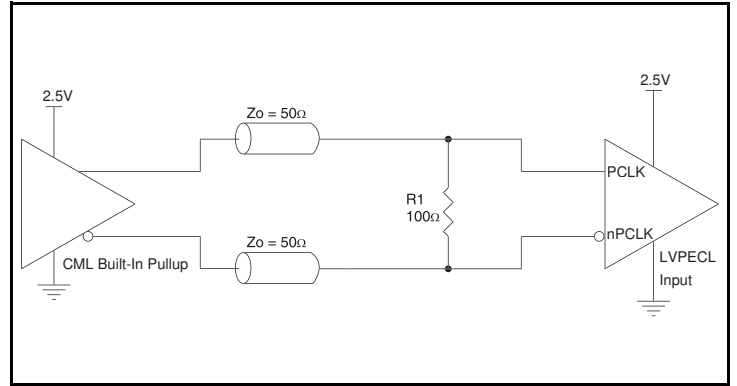 2.5V
2.5V
Zo = 50Ω
PCLK
R1
100Ω
Zo = 50Ω
nPCLK
CML Built-In Pullup
LVPECL
Input